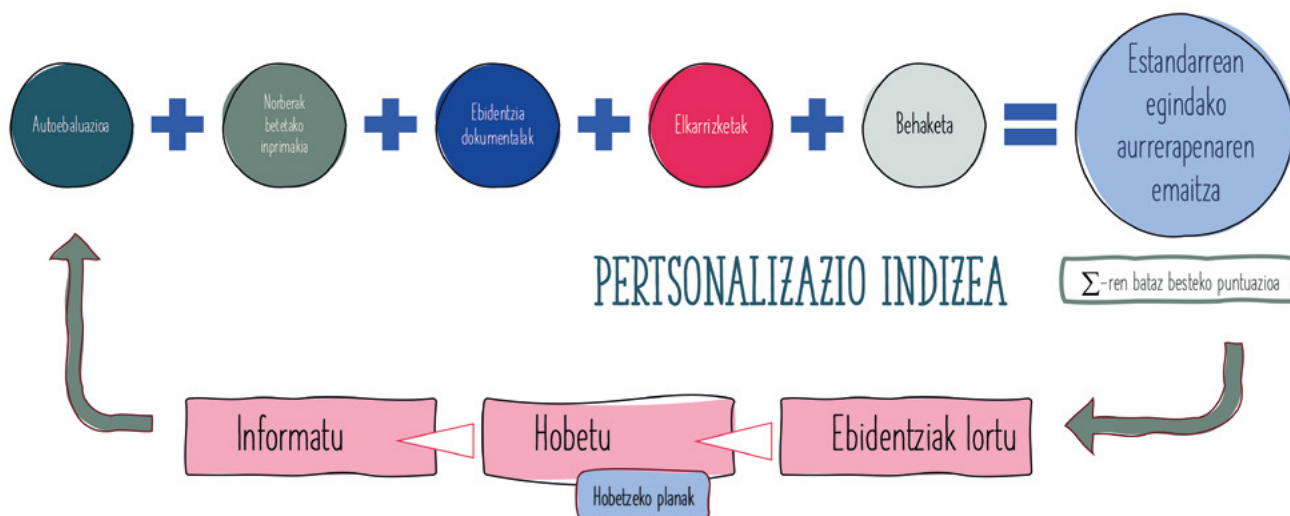 Autoebaluazioa
+
Norberak
betetako
inprimakia
+
Ebidentzia
dokumentalak
+
Elkarrizketak
+
Behaketa
=
Estandarrean
egindako
aurrerapenaren
emaitza
PERTSONALIZAZIO INDIZEA
∑-ren bataz besteko puntuazioa
Ebidentziak lortu
Hobetu
Hobetzeko planak
Informatu